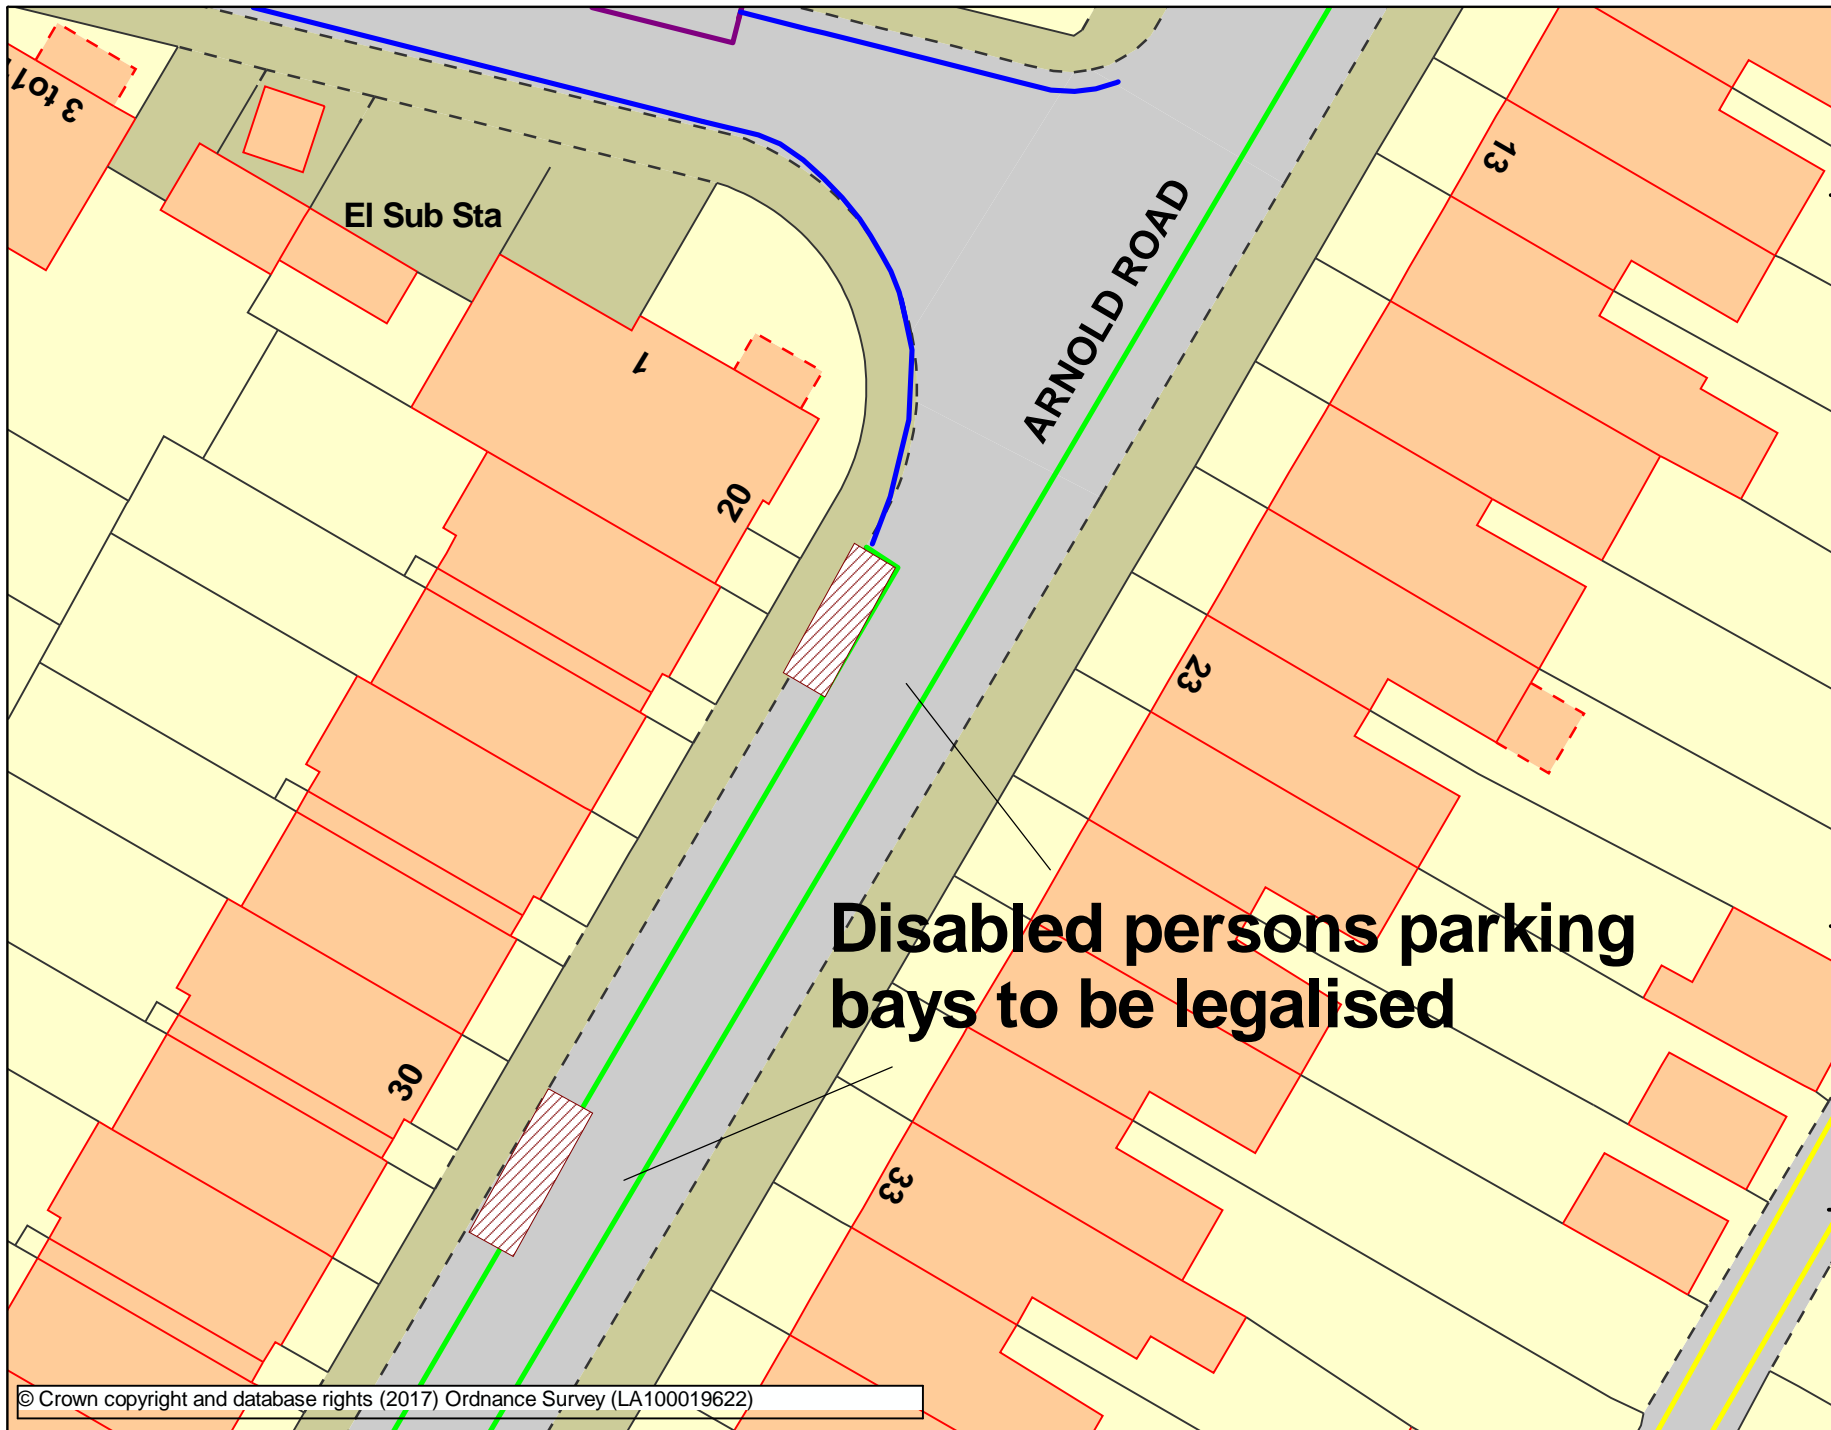 3 to
El Sub Sta
13
ARNOLD ROAD
1
20
23
Disabled persons parking
bays to be legalised
30
33
© Crown copyright and database rights (2017) Ordnance Survey (LA100019622)